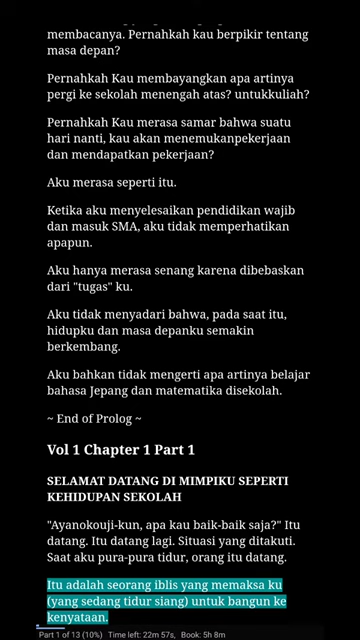 membacanya. Pernahkah kau berpikir tentang
masa depan?
Pernahkah Kau membayangkan apa artinya
pergi ke sekolah menengah atas? untukkuliah?
Pernahkah Kau merasa samar bahwa suatu
hari nanti, kau akan menemukanpekerjaan
dan mendapatkan pekerjaan?
Aku merasa seperti itu.
Ketika aku menyelesaikan pendidikan wajib
dan masuk SMA, aku tidak memperhatikan
apapun.
Aku hanya merasa senang karena dibebaskan
dari "tugas" ku.
Aku tidak menyadari bahwa, pada saat itu,
hidupku dan masa depanku semakin
berkembang.
Aku bahkan tidak mengerti apa artinya belajar
bahasa Jepang dan matematika disekolah.
~ End of Prolog ~
Vol 1 Chapter 1 Part 1
SELAMAT DATANG DI MIMPIKU SEPERTI
KEHIDUPAN SEKOLAH
"Ayanokouji-kun, apa kau baik-baik saja?" Itu
datang. Itu datang lagi. Situasi yang ditakuti.
Saat aku pura-pura tidur, orang itu datang.
Itu adalah seorang iblis yang memaksa ku
(yang sedang tidur siang) untuk bangun ke
kenyataan.
Part 1 of 13 (10%) Time left: 22m 57s, Book: 5h 8m